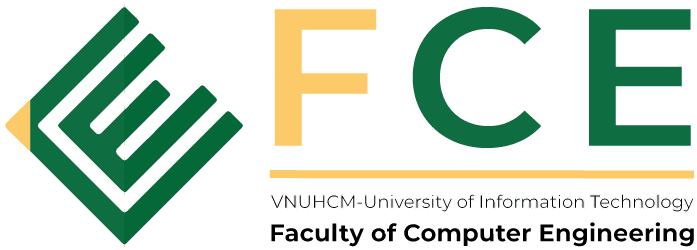 FCE
VNUHCM-University of Information Technology
Faculty of Computer Engineering